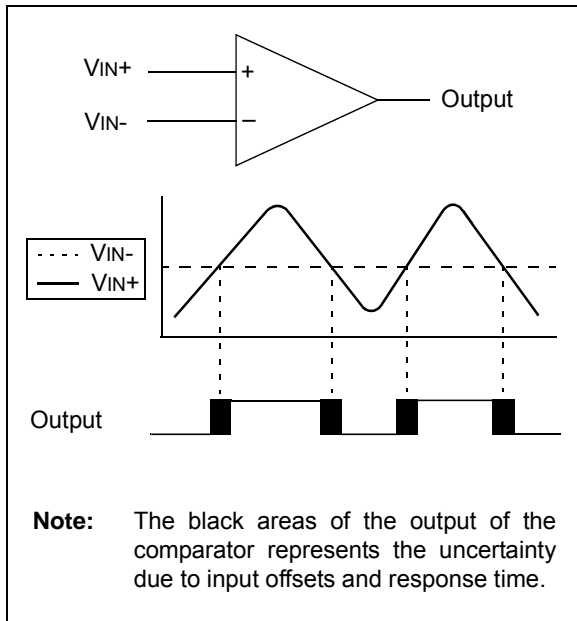 VIN+
+
Output
VIN-
–
VIN-
VIN+
Output
Note: The black areas of the output of the
comparator represents the uncertainty
due to input offsets and response time.